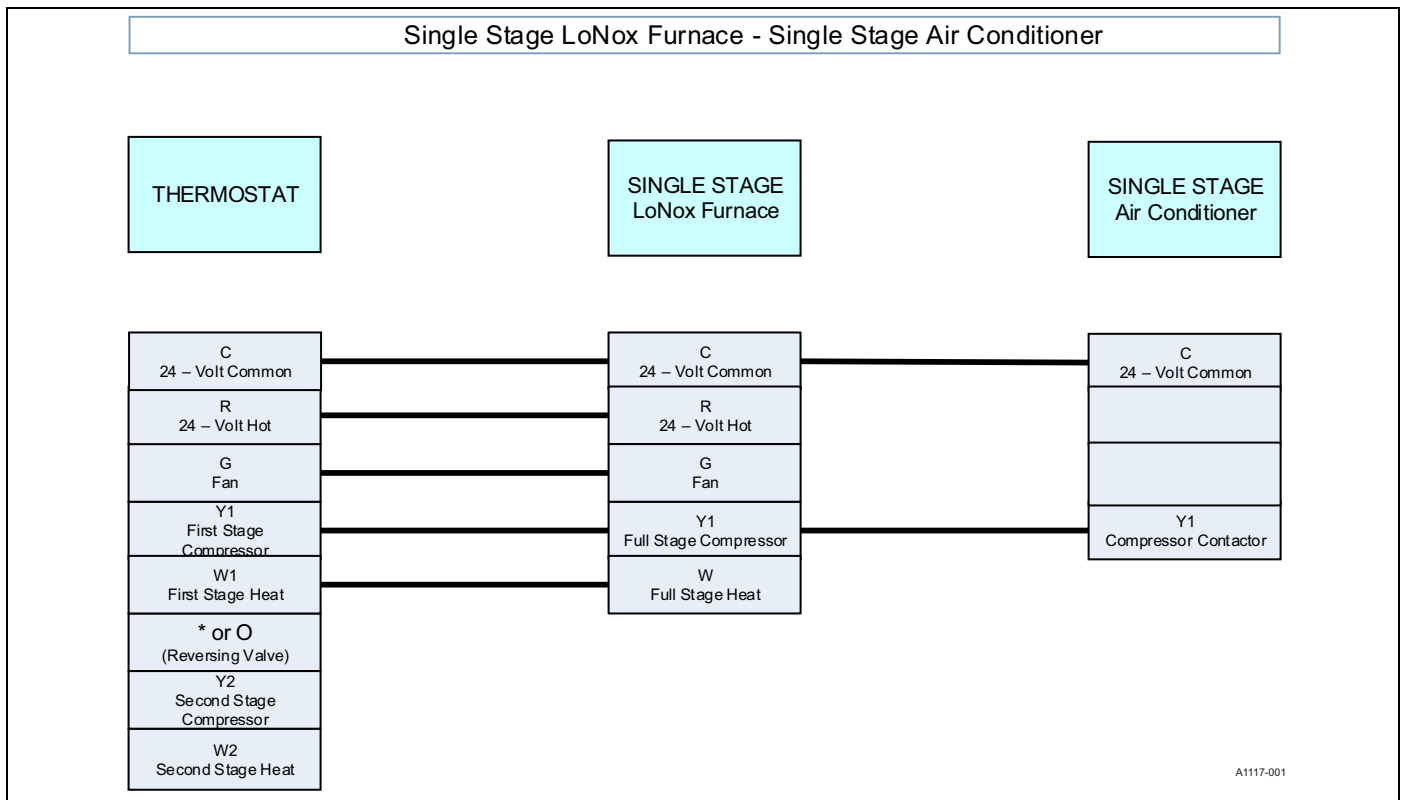 Single Stage LoNox Furnace - Single Stage Air Conditioner
THERMOSTAT
SINGLE STAGE
LoNox Furnace
SINGLE STAGE
Air Conditioner
C
24 – Volt Common
R
24 – Volt Hot
G
Fan
Y1
First Stage
Compressor
W1
First Stage Heat
* or O
(Reversing Valve)
Y2
Second Stage
Compressor
W2
Second Stage Heat
C
24 – Volt Common
R
24 – Volt Hot
G
Fan
Y1
Full Stage Compressor
W
Full Stage Heat
C
24 – Volt Common
Y1
Compressor Contactor
A1117-001